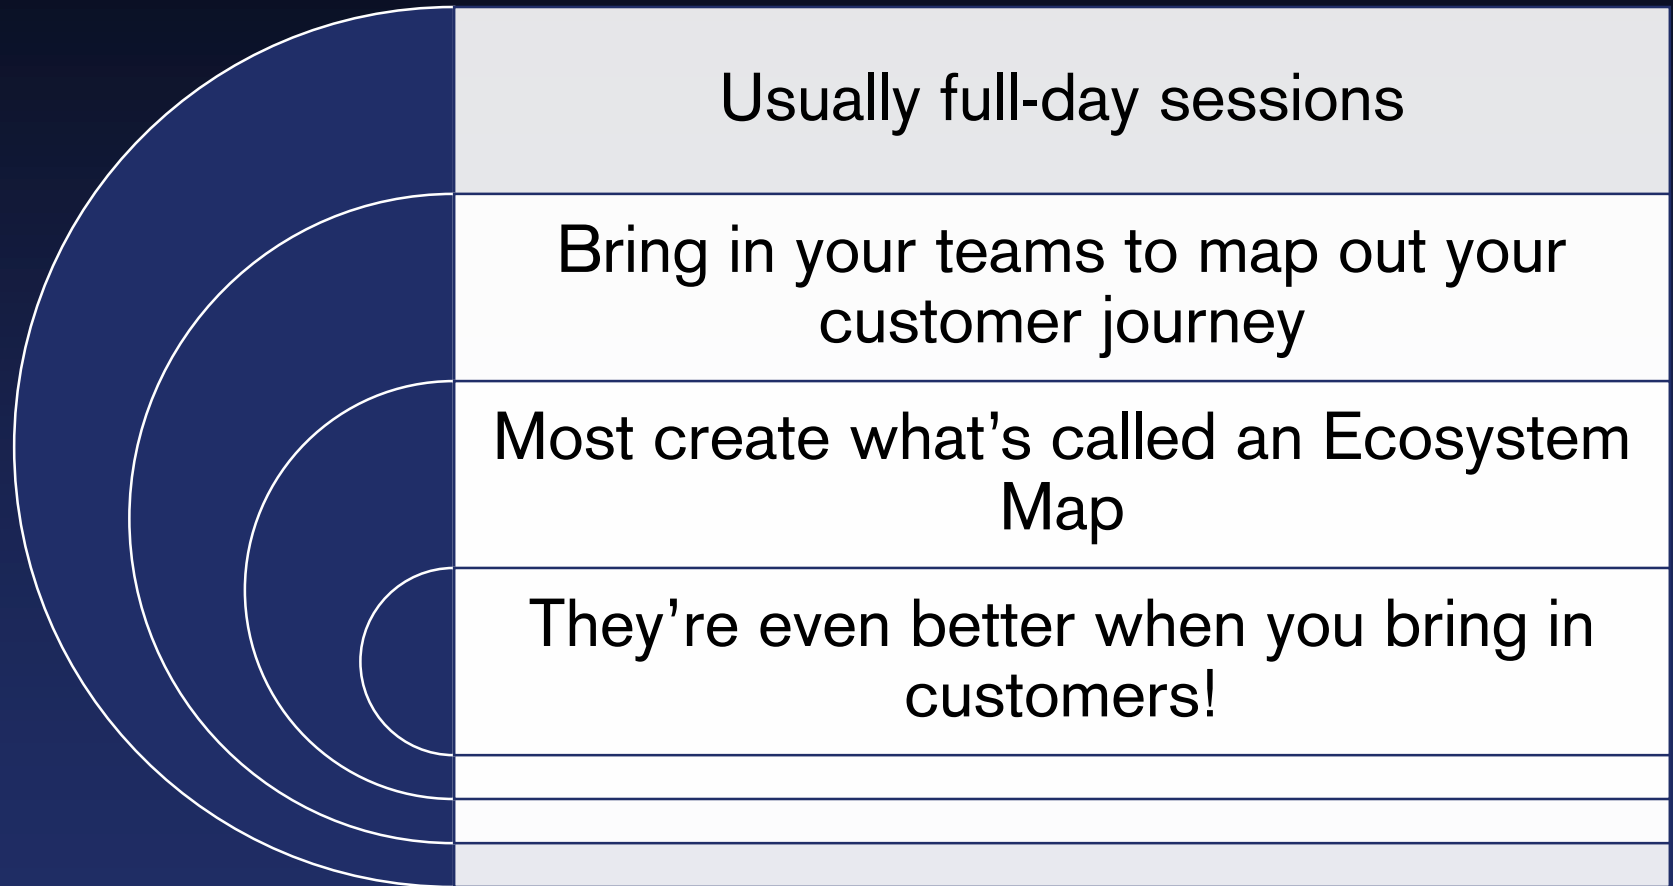 Usually full-day sessions
Bring in your teams to map out your
customer journey
Most create what’s called an Ecosystem
Map
They’re even better when you bring in
customers!